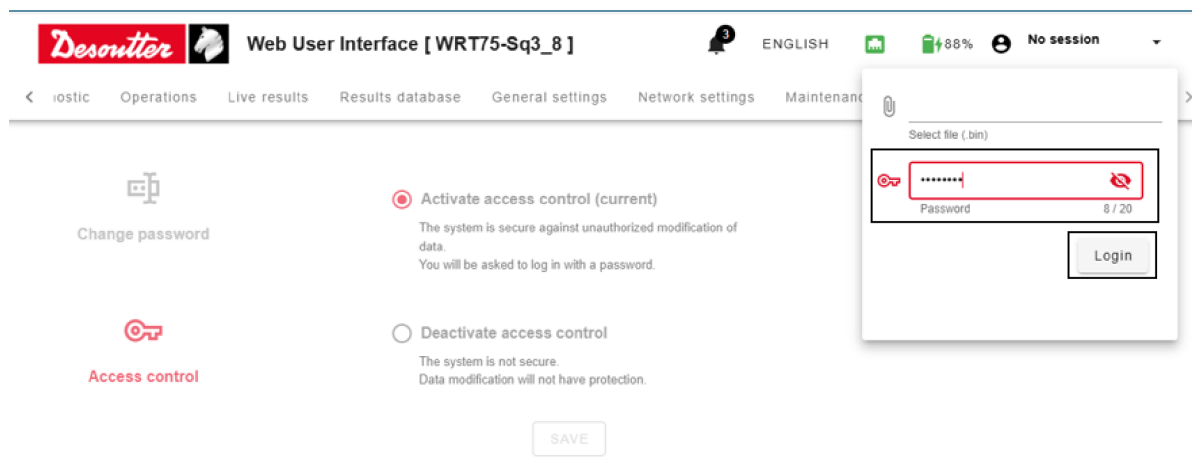 Desoutter Web User Interface [ WRT75-Sq3_8 ] 3 ENGLISH 88% No session
nostic Operations Live results Results database General settings Network settings Maintenanc
Select file (.bin)
••••••••
Password 8 / 20
Login
Change password
Activate access control (current)
The system is secure against unauthorized modification of
data.
You will be asked to log in with a password.
Access control
Deactivate access control
The system is not secure.
Data modification will not have protection.
SAVE